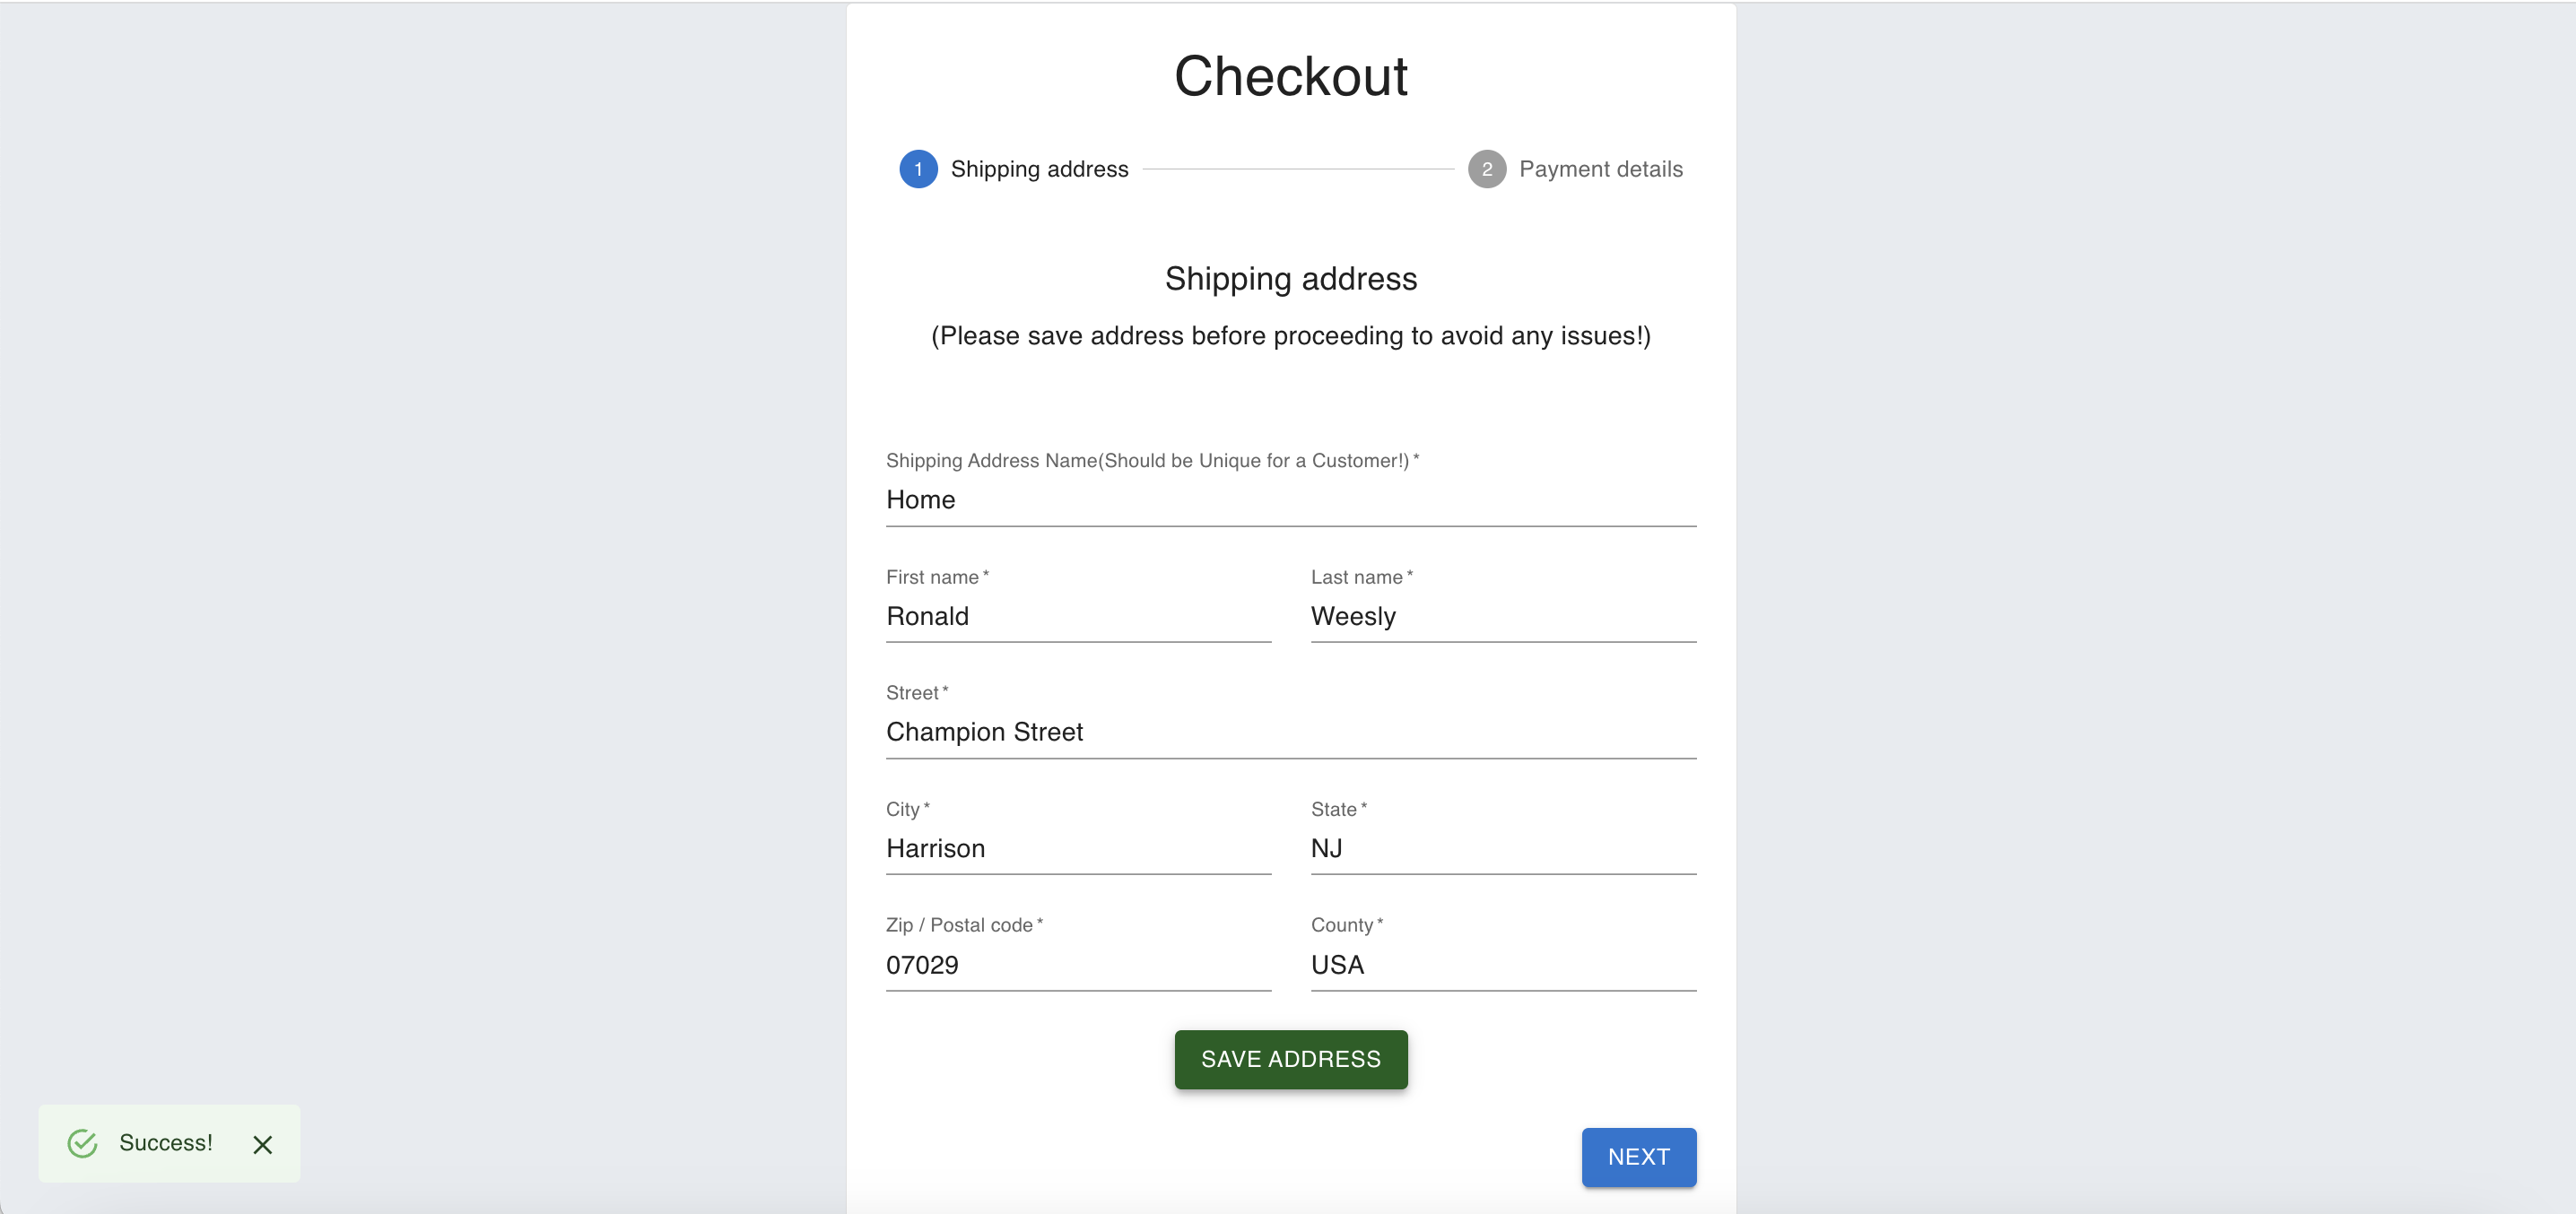 Checkout
1 Shipping address 2 Payment details
Shipping address
(Please save address before proceeding to avoid any issues!)
Shipping Address Name(Should be Unique for a Customer!) *
Home
First name * Last name *
Ronald Weesly
Street *
Champion Street
City * State *
Harrison NJ
Zip / Postal code * County *
07029 USA
SAVE ADDRESS
Success!
NEXT